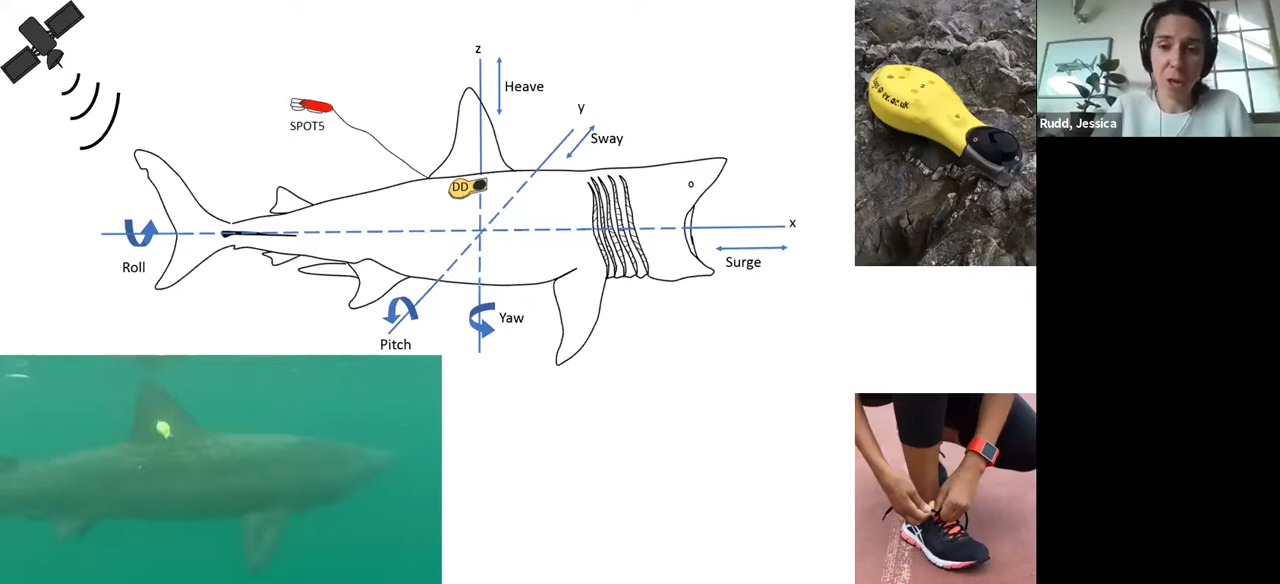 z
Heave
y
Sway
SPOT5
DD
x
Surge
Roll
Yaw
Pitch
Rudd, Jessica